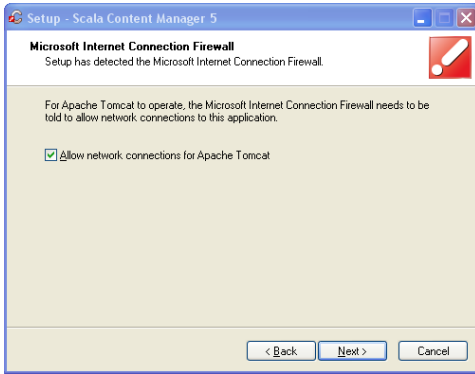 Setup - Scala Content Manager 5
Microsoft Internet Connection Firewall
Setup has detected the Microsoft Internet Connection Firewall.
For Apache Tomcat to operate, the Microsoft Internet Connection Firewall needs to be
told to allow network connections to this application.
Allow network connections for Apache Tomcat
< Back Next > Cancel